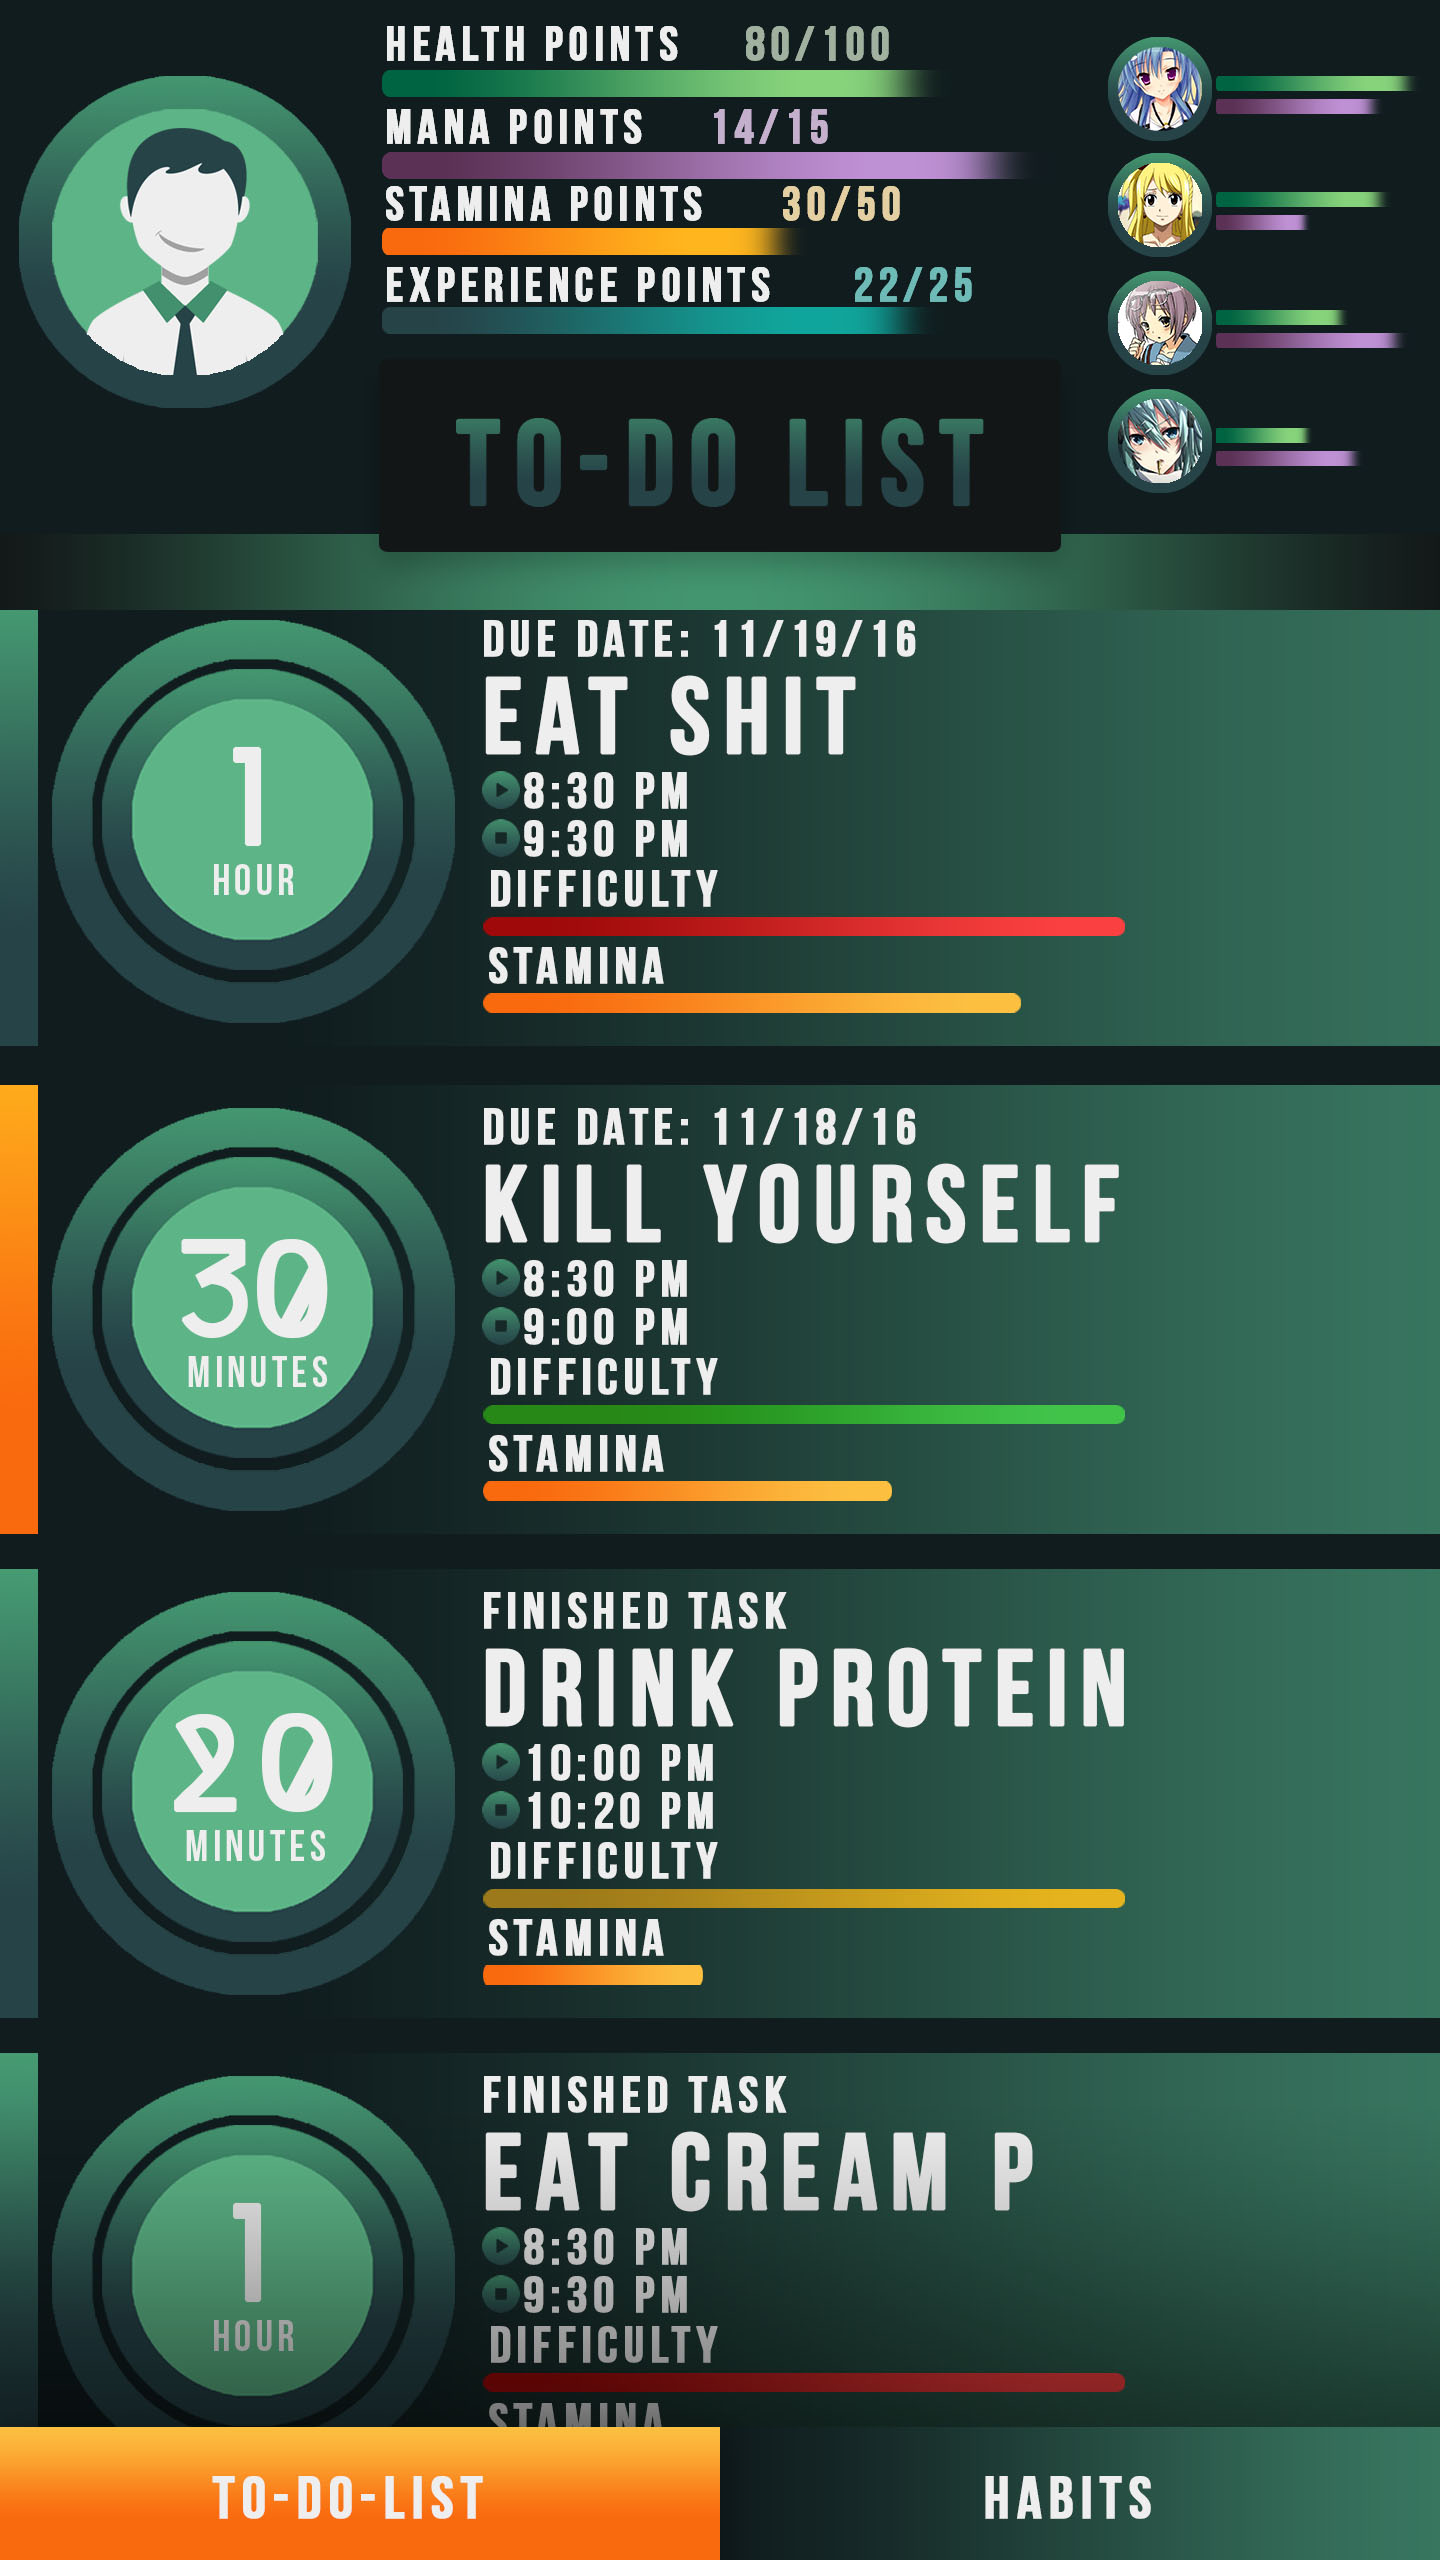 HEALTH POINTS 80/100
MANA POINTS 14/15
STAMINA POINTS 30/50
EXPERIENCE POINTS 22/25
TO-DO LIST
DUE DATE: 11/19/16
EAT SHIT
1
HOUR
8:30 PM
9:30 PM
DIFFICULTY
STAMINA
DUE DATE: 11/18/16
KILL YOURSELF
30
MINUTES
8:30 PM
9:00 PM
DIFFICULTY
STAMINA
FINISHED TASK
DRINK PROTEIN
20
MINUTES
10:00 PM
10:20 PM
DIFFICULTY
STAMINA
FINISHED TASK
EAT CREAM P
1
HOUR
8:30 PM
9:30 PM
DIFFICULTY
STAMINA
TO-DO-LIST
HABITS